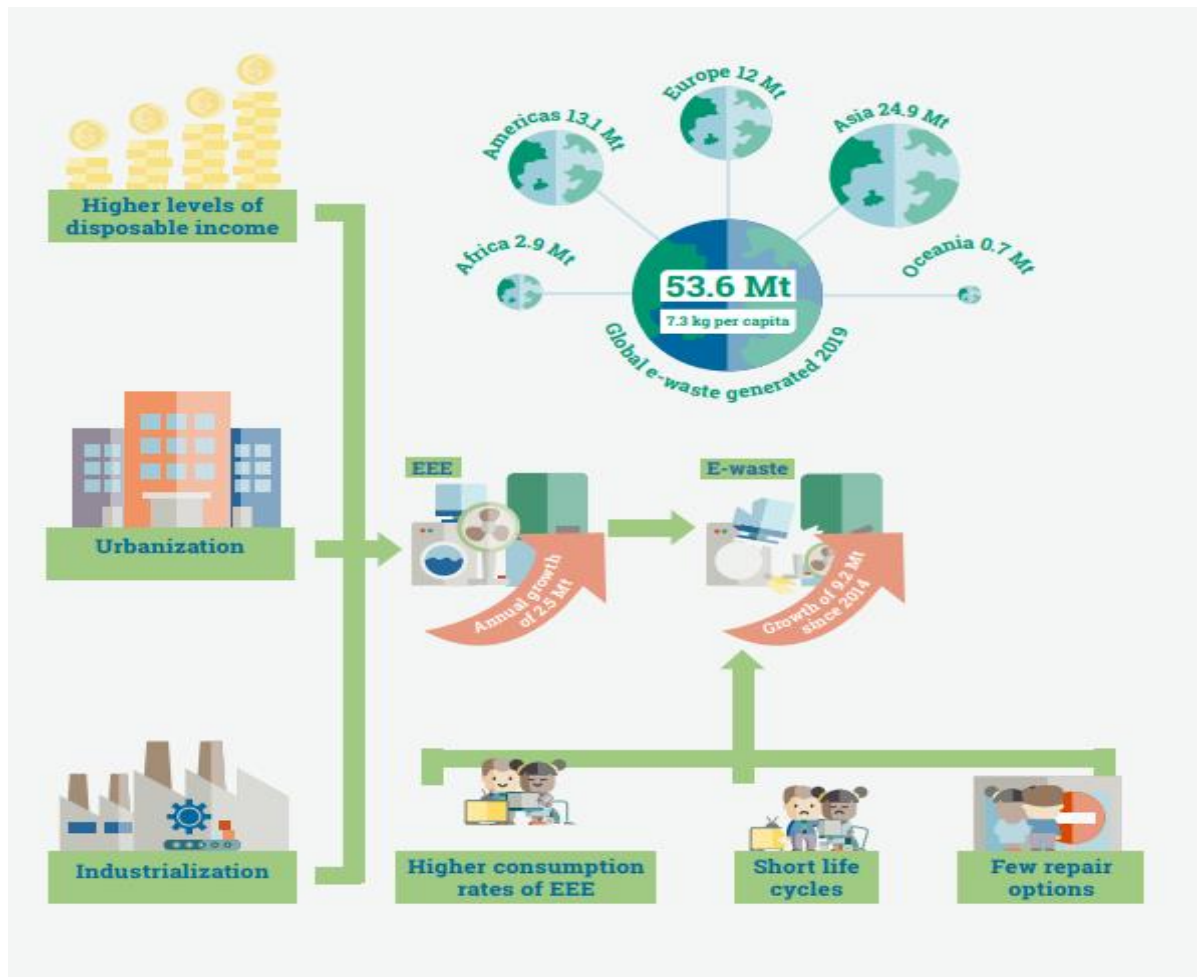 Higher levels of
disposable income
Urbanization
Industrialization
Africa 2.9 Mt
Americas 13.1 Mt
Europe 12 Mt
Asia 24.9 Mt
Oceania 0.7 Mt
53.6 Mt
7.3 kg per capita
Global e-waste generated 2019
EEE
Annual growth
of 2.5 Mt
E-waste
Growth of 9.2 Mt
since 2014
Higher consumption
rates of EEE
Short life
cycles
Few repair
options